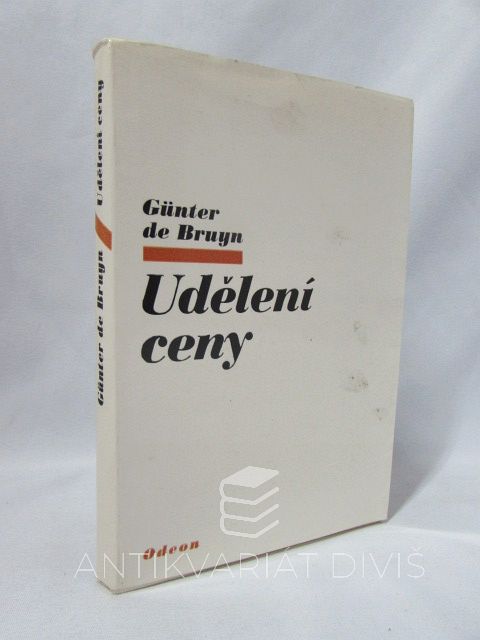 Günter
de Bruyn
Udělení
ceny
Odeon
Günter de Bruyn / Udělení ceny
ANTIKVARIÁT DIVIŠ